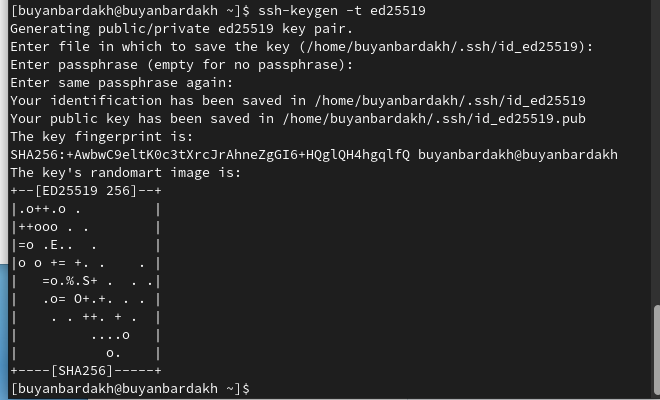 [buyanbardakh@buyanbardakh ~]$ ssh-keygen -t ed25519
Generating public/private ed25519 key pair.
Enter file in which to save the key (/home/buyanbardakh/.ssh/id_ed25519):
Enter passphrase (empty for no passphrase):
Enter same passphrase again:
Your identification has been saved in /home/buyanbardakh/.ssh/id_ed25519
Your public key has been saved in /home/buyanbardakh/.ssh/id_ed25519.pub
The key fingerprint is:
SHA256:+AwbwC9eltK0c3tXrcJrAhneZgGI6+HQglQH4hgqlfQ buyanbardakh@buyanbardakh
The key's randomart image is:
+--[ED25519 256]--+
|.o++.o .         |
|++ooo . .        |
|=o .E..  .       |
|o o += +. .    . |
|   =o.%.S+ .  . .|
|   .o= O+.+. . . |
|    . . ++. + .  |
|         ....o   |
|           o.    |
+----[SHA256]-----+
[buyanbardakh@buyanbardakh ~]$